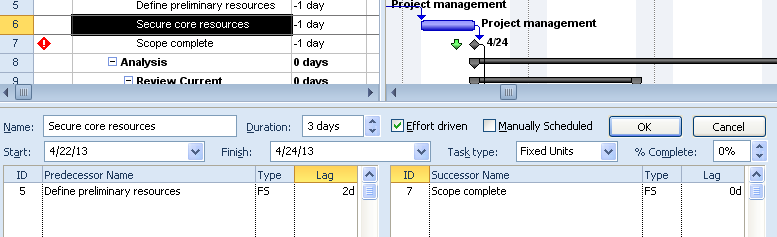 5 Define preliminary resources -1 day Project management
6 Secure core resources -1 day Project management
7 Scope complete -1 day 4/24
8 Analysis 0 days
9 Review Current 0 days
Name: Secure core resources Duration: 3 days Effort driven Manually Scheduled OK Cancel
Start: 4/22/13 Finish: 4/24/13 Task type: Fixed Units % Complete: 0%
ID Predecessor Name Type Lag ID Successor Name Type Lag
5 Define preliminary resources FS 2d 7 Scope complete FS 0d